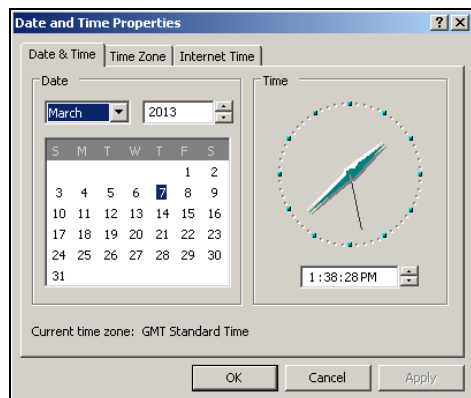 Date and Time Properties
Date & Time Time Zone Internet Time
Date
March 2013
S M T W T F S
1 2
3 4 5 6 7 8 9
10 11 12 13 14 15 16
17 18 19 20 21 22 23
24 25 26 27 28 29 30
31
Time
1:38:28 PM
Current time zone: GMT Standard Time
OK Cancel Apply